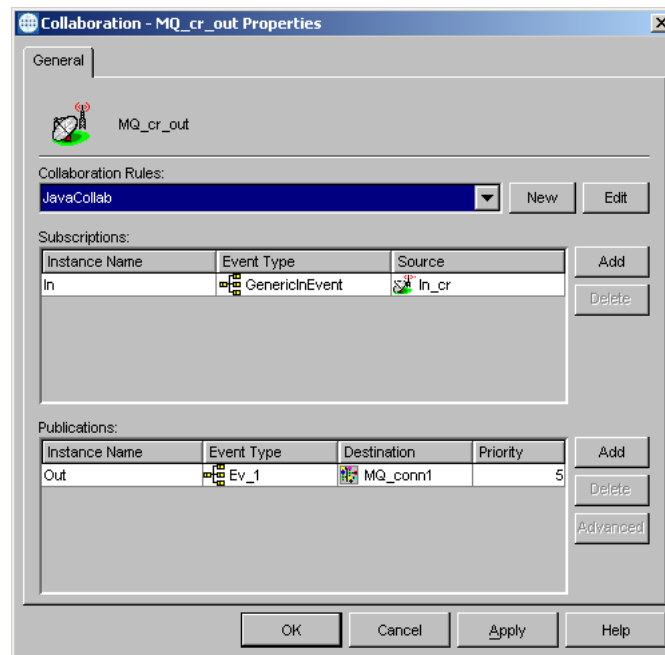 Collaboration - MQ_cr_out Properties
General
MQ_cr_out
Collaboration Rules:
JavaCollab New Edit
Subscriptions:
Instance Name Event Type Source Add
In GenericInEvent In_cr
Delete
Publications:
Instance Name Event Type Destination Priority Add
Out Ev_1 MQ_conn1 5
Delete
Advanced
OK Cancel Apply Help